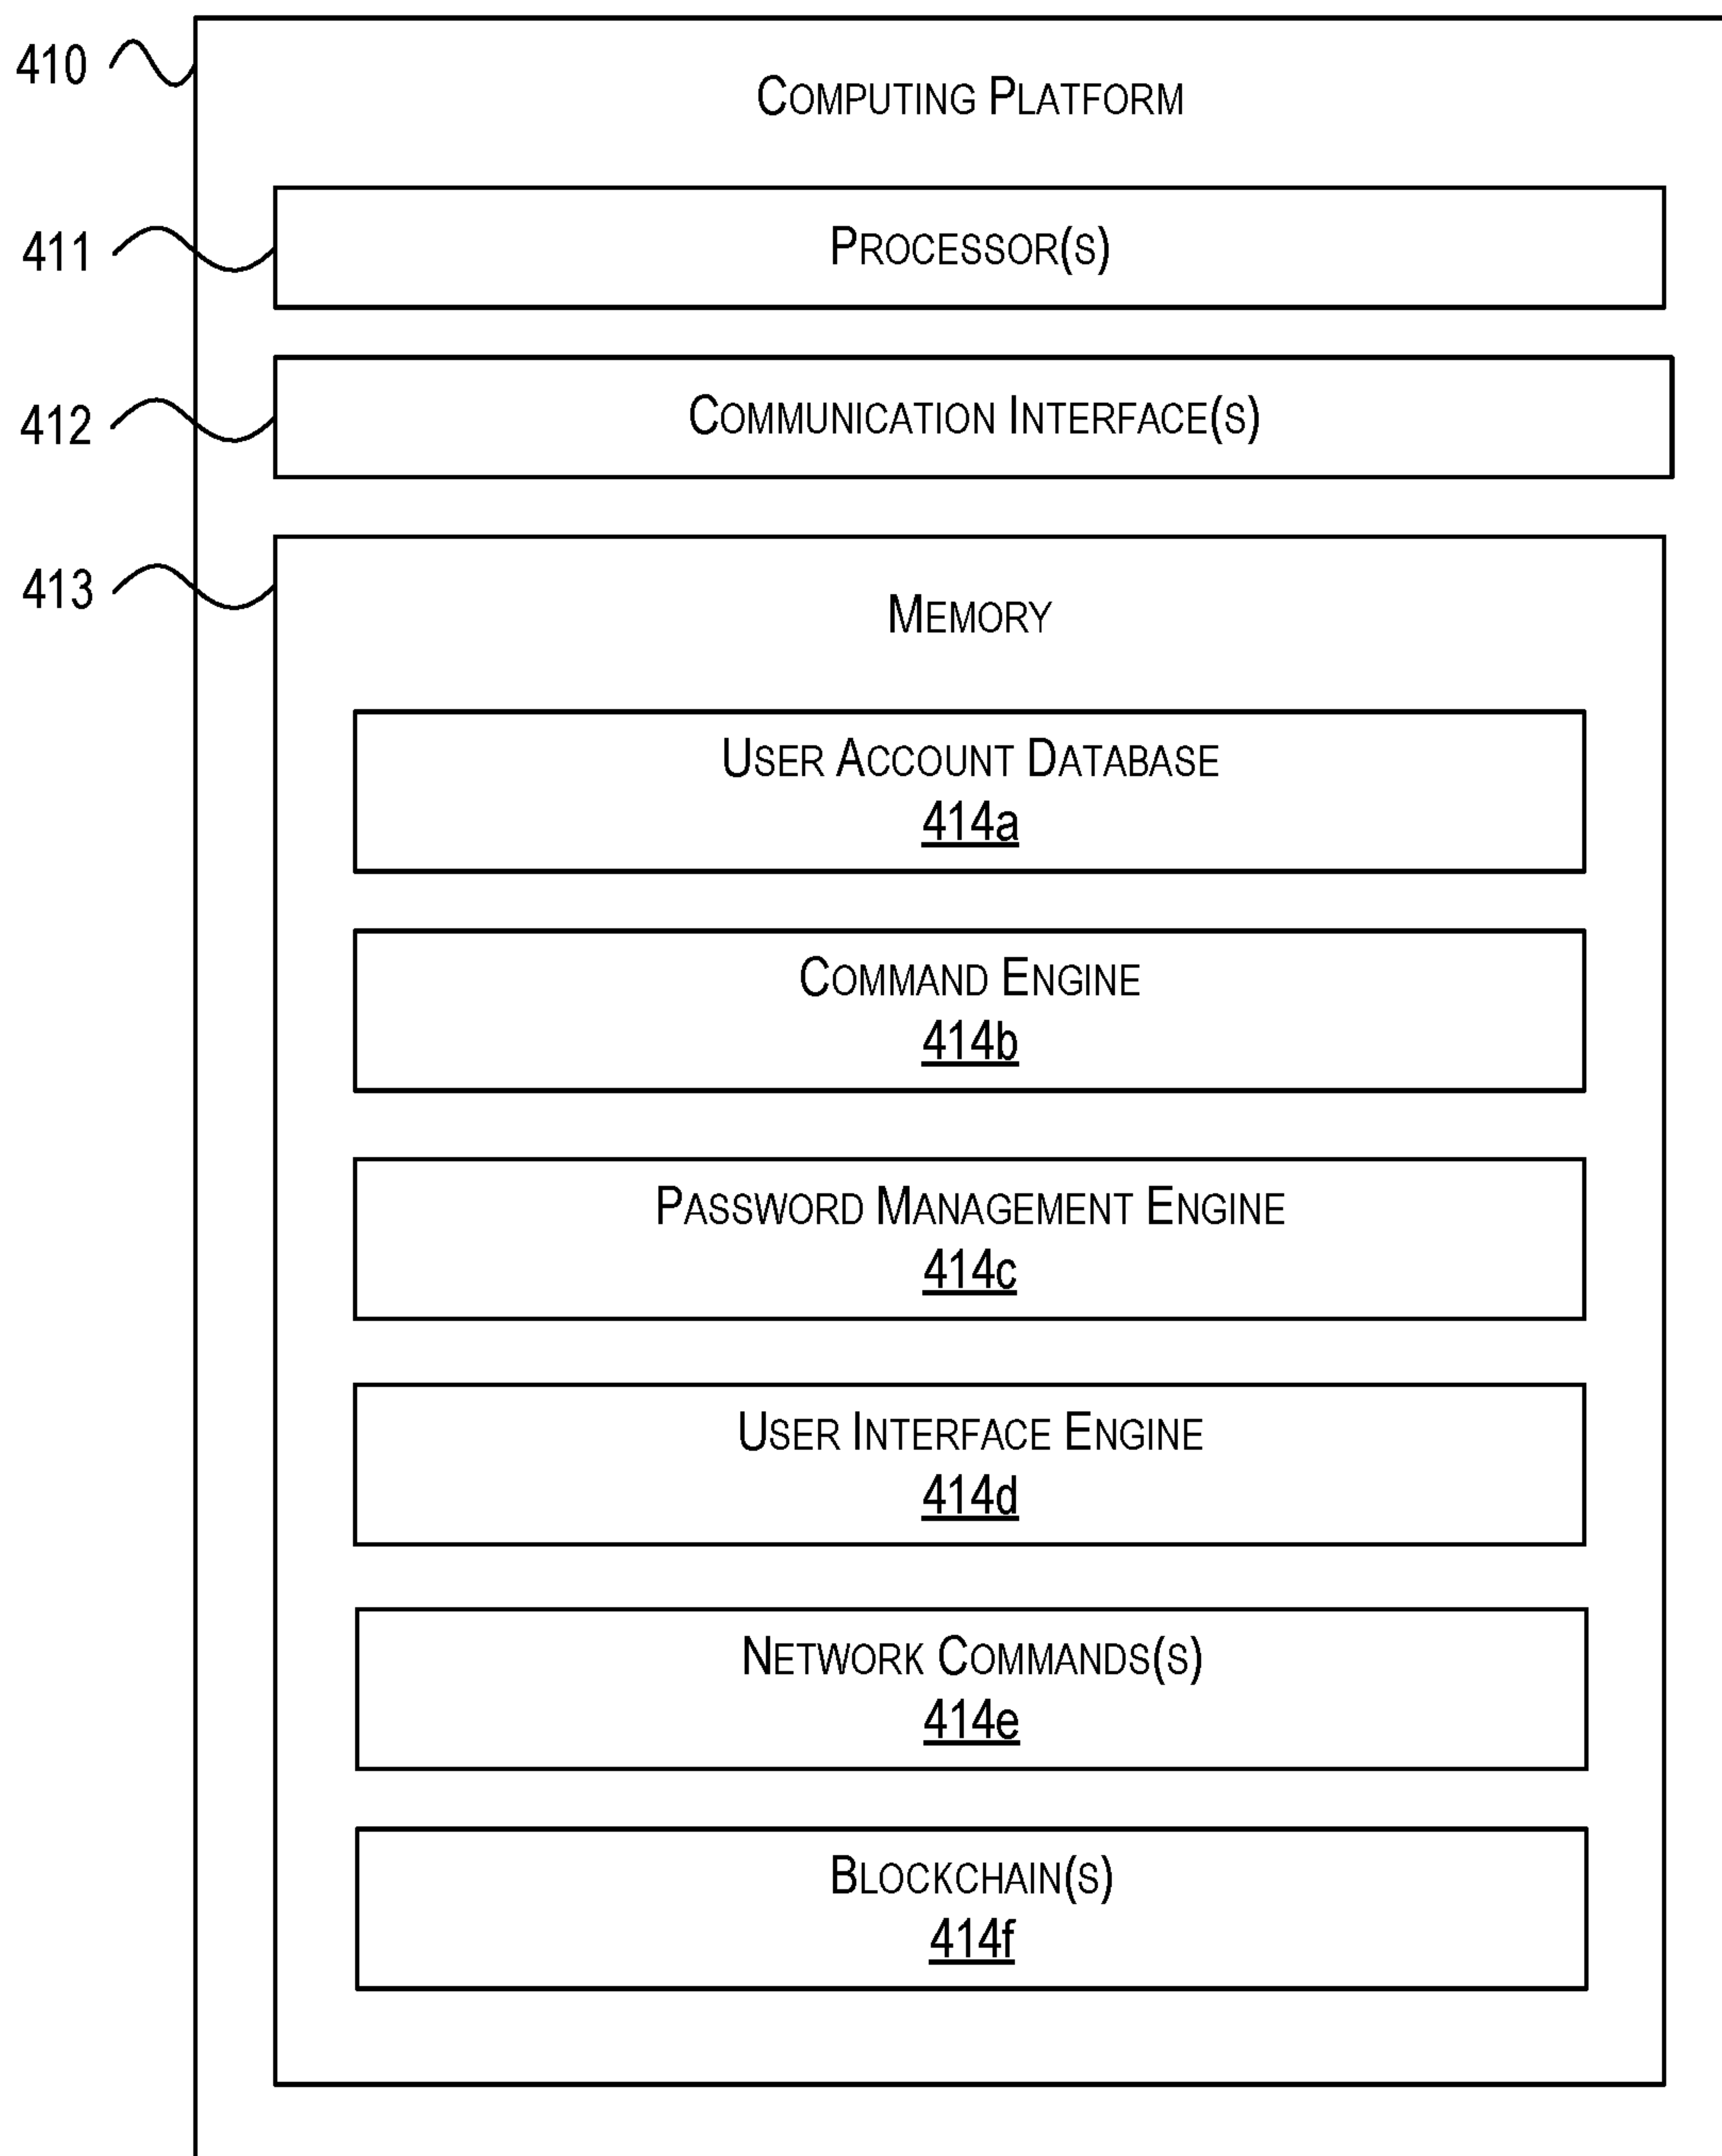 410
COMPUTING PLATFORM
411
PROCESSOR(S)
412
COMMUNICATION INTERFACE(S)
413
MEMORY
USER ACCOUNT DATABASE
414a
COMMAND ENGINE
414b
PASSWORD MANAGEMENT ENGINE
414c
USER INTERFACE ENGINE
414d
NETWORK COMMANDS(S)
414e
BLOCKCHAIN(S)
414f